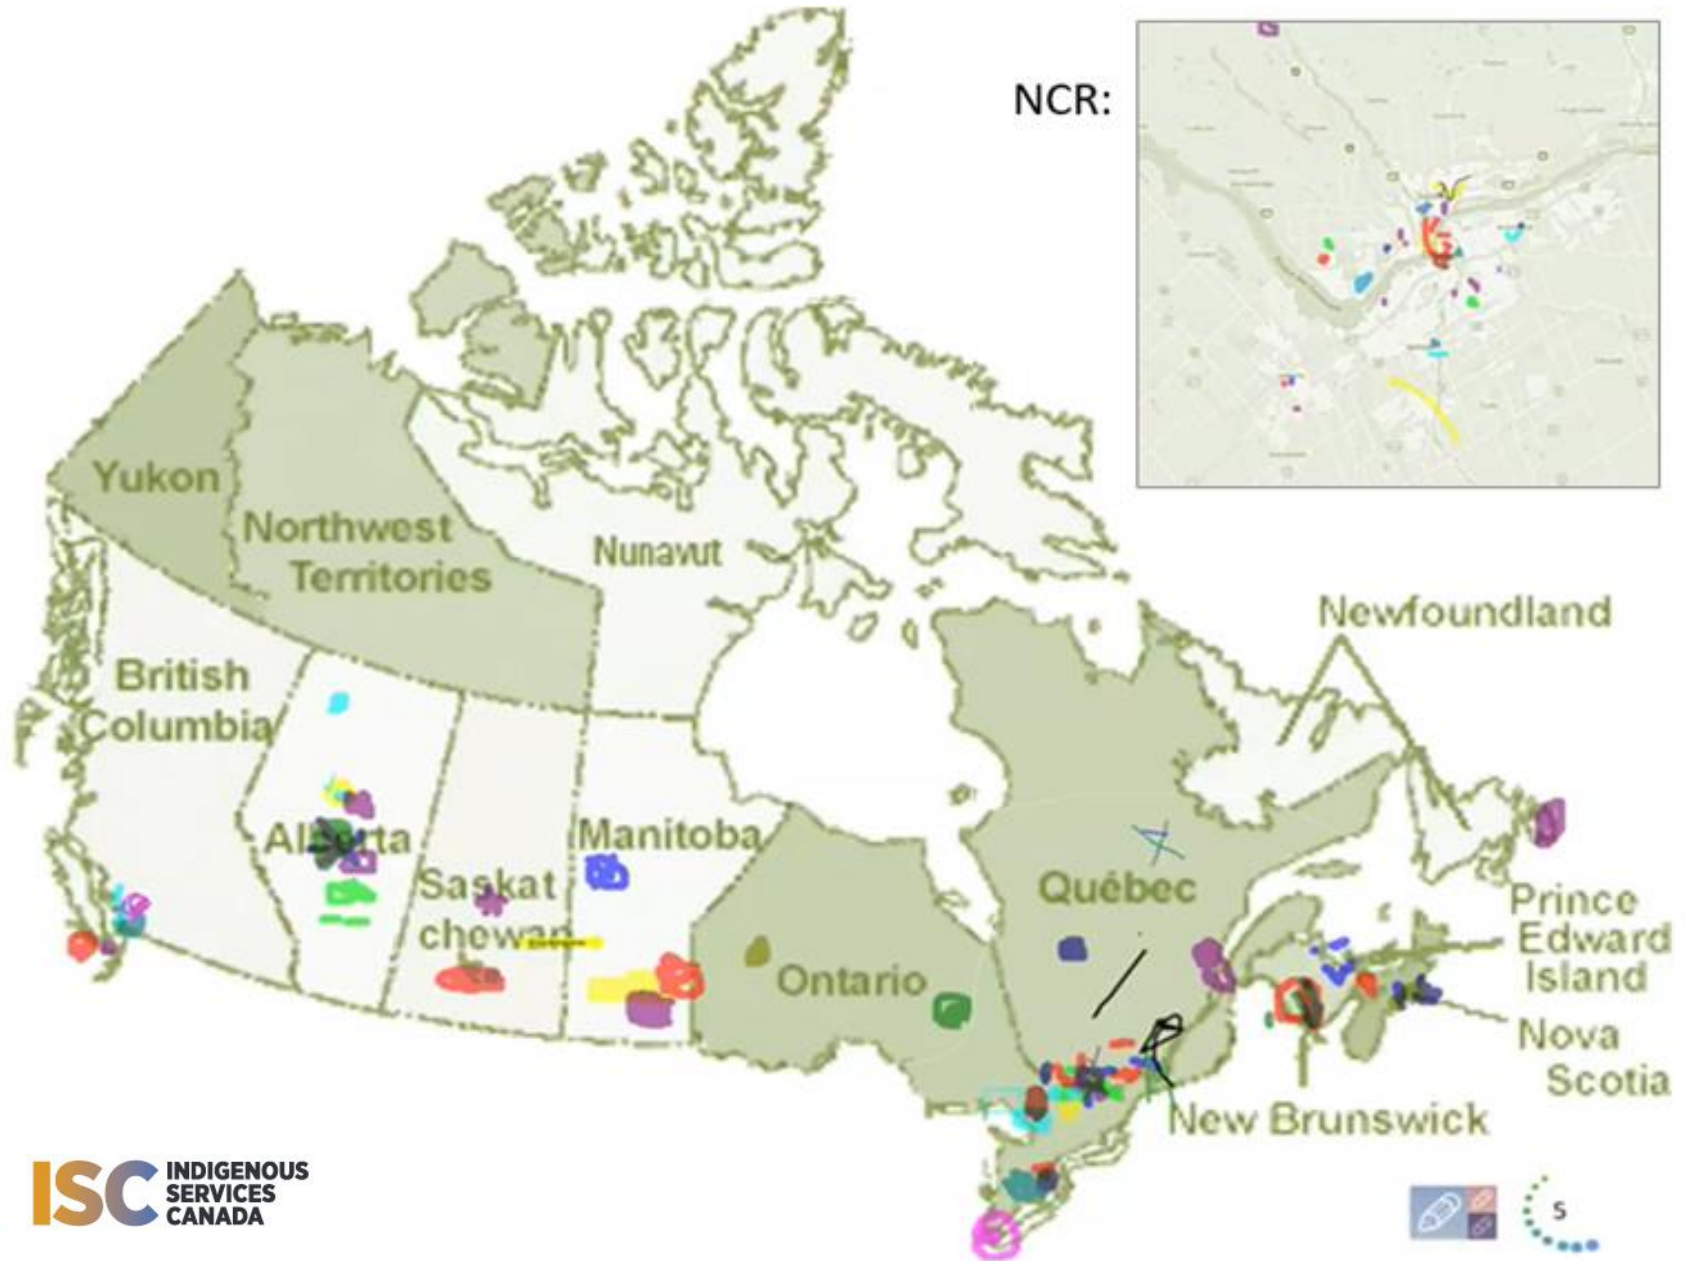 NCR:
Yukon
Northwest
Territories
Nunavut
Newfoundland
British
Columbia
Alberta
Manitoba
Saskat
chewan
Québec
Ontario
Prince
Edward
Island
Nova
Scotia
New Brunswick
ISC INDIGENOUS
SERVICES
CANADA
5